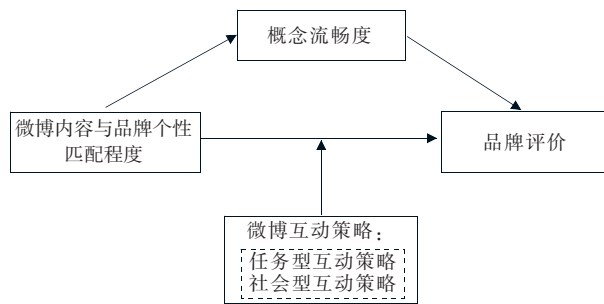 概念流畅度
微博内容与品牌个性
匹配程度
品牌评价
微博互动策略：
任务型互动策略
社会型互动策略